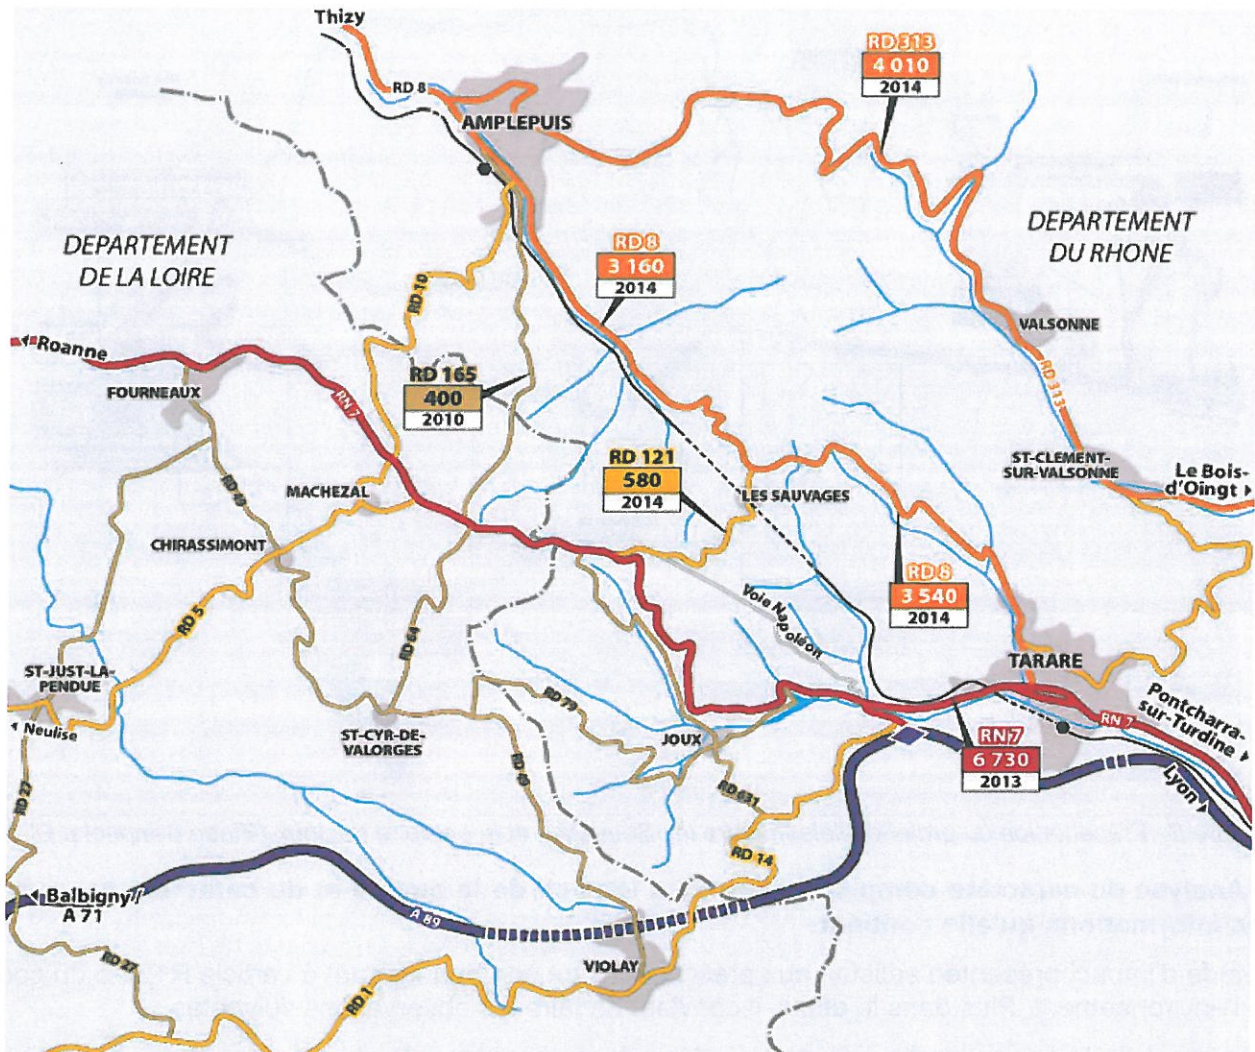 Thizy
RD 8
AMPLEPUIS
RD 313
4 010
2014
DEPARTEMENT
DE LA LOIRE
DEPARTEMENT
DU RHONE
RD 8
3 160
2014
RD 10
VALSONNE
Roanne
FOURNEAUX
RN 7
RD 165
400
2010
RD 313
RD 121
580
2014
ST-CLEMENT-
SUR-VALSONNE
Le Bois-
d'Oingt
RD 49
MACHEZAL
LES SAUVAGES
CHIRASSIMONT
RD 8
3 540
2014
RD 5
Voie Napoléon
RD 64
TARARE
ST-JUST-LA-
PENDUE
RD 79
Pontcharra-
sur-Turdine
RN 7
Neulise
ST-CYR-DE-
VALORGES
JOUX
RN 7
6 730
2013
Lyon
RD 49
RD 27
RD 631
RD 14
Balbigny
A 71
A 89
RD 27
VIOLAY
RD 1